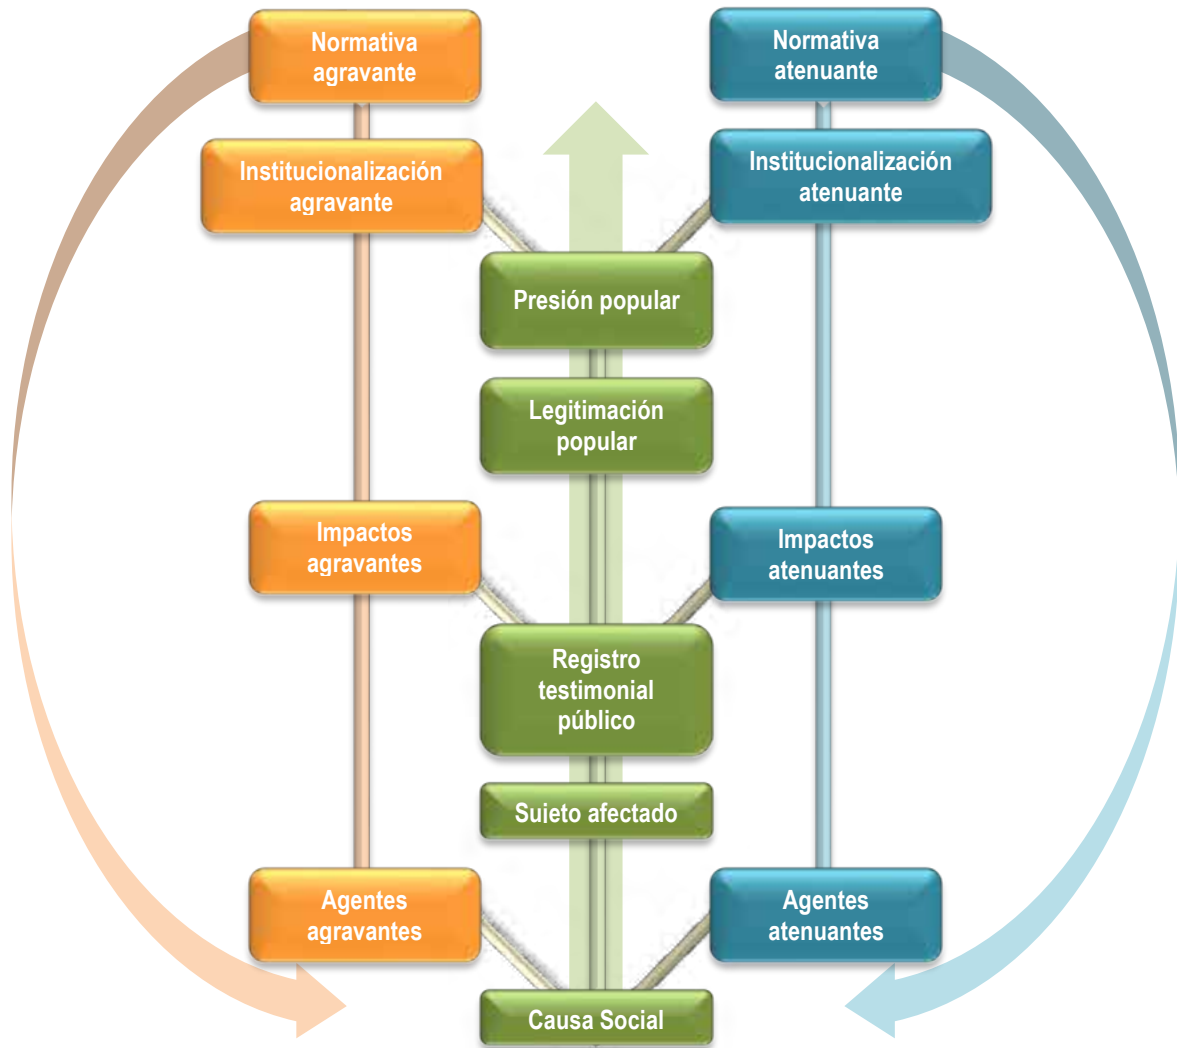 Normativa
agravante
Normativa
atenuante
Institucionalización
agravante
Institucionalización
atenuante
Presión popular
Legitimación
popular
Impactos
agravantes
Impactos
atenuantes
Registro
testimonial
público
Sujeto afectado
Agentes
agravantes
Agentes
atenuantes
Causa Social